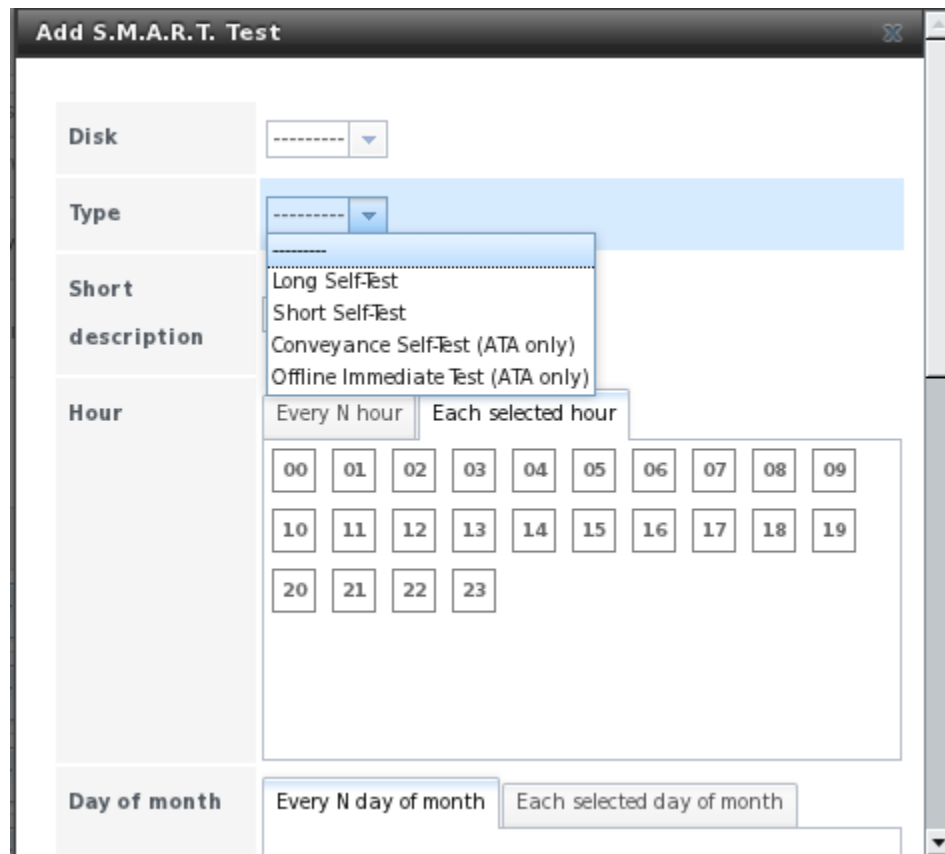 Add S.M.A.R.T. Test
Disk
---------
Type
---------
---------
Long Self-Test
Short Self-Test
Conveyance Self-Test (ATA only)
Offline Immediate Test (ATA only)
Short
description
Hour
Every N hour Each selected hour
00 01 02 03 04 05 06 07 08 09
10 11 12 13 14 15 16 17 18 19
20 21 22 23
Day of month
Every N day of month Each selected day of month